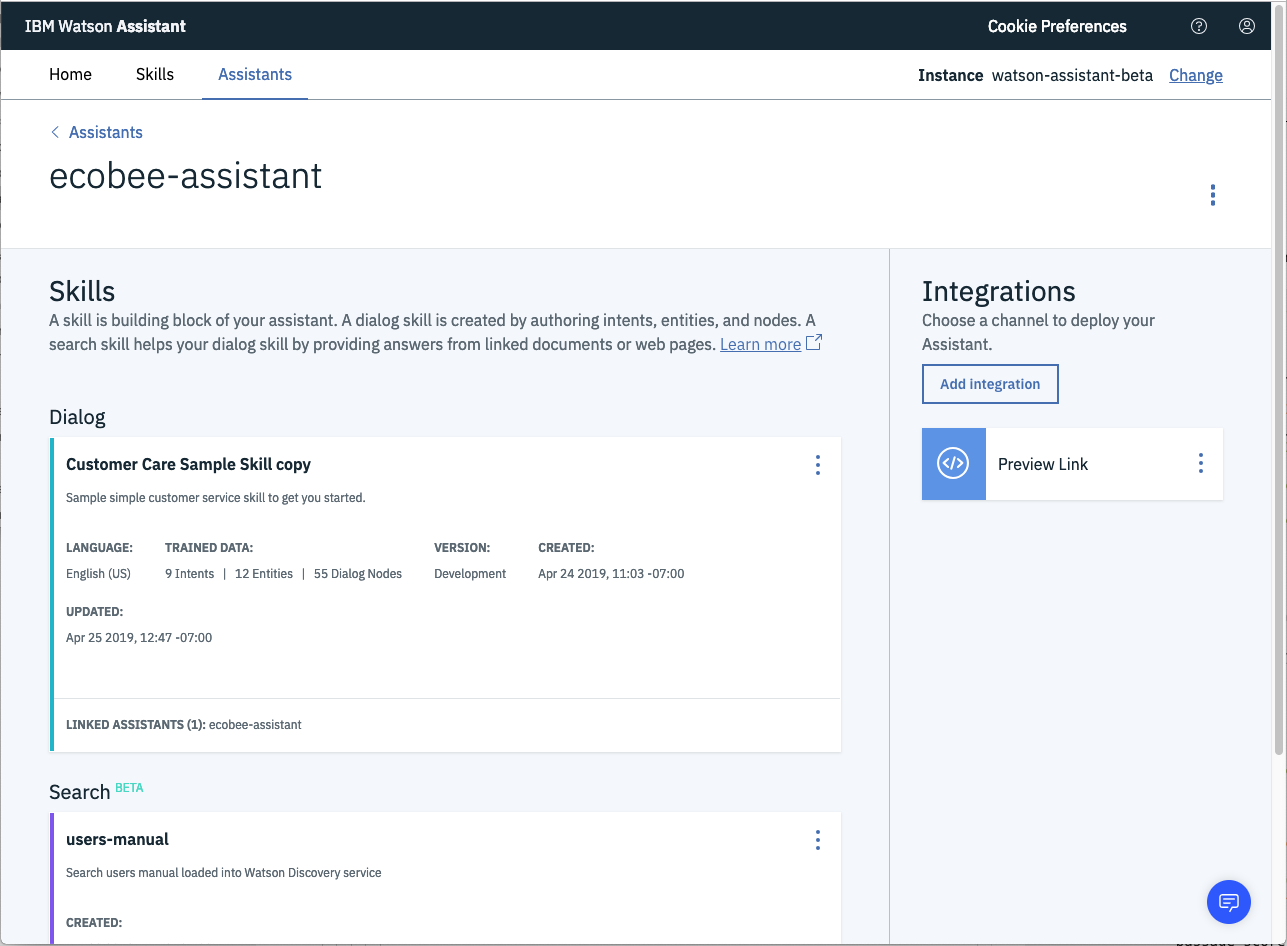 IBM Watson Assistant
Cookie Preferences
Home Skills Assistants
Instance watson-assistant-beta Change
Assistants
ecobee-assistant
Skills
A skill is building block of your assistant. A dialog skill is created by authoring intents, entities, and nodes. A
search skill helps your dialog skill by providing answers from linked documents or web pages. Learn more
Dialog
Customer Care Sample Skill copy
Sample simple customer service skill to get you started.
LANGUAGE: TRAINED DATA: VERSION: CREATED:
English (US) 9 Intents | 12 Entities | 55 Dialog Nodes Development Apr 24 2019, 11:03 -07:00
UPDATED:
Apr 25 2019, 12:47 -07:00
LINKED ASSISTANTS (1): ecobee-assistant
Search BETA
users-manual
Search users manual loaded into Watson Discovery service
CREATED:
Integrations
Choose a channel to deploy your
Assistant.
Add integration
Preview Link